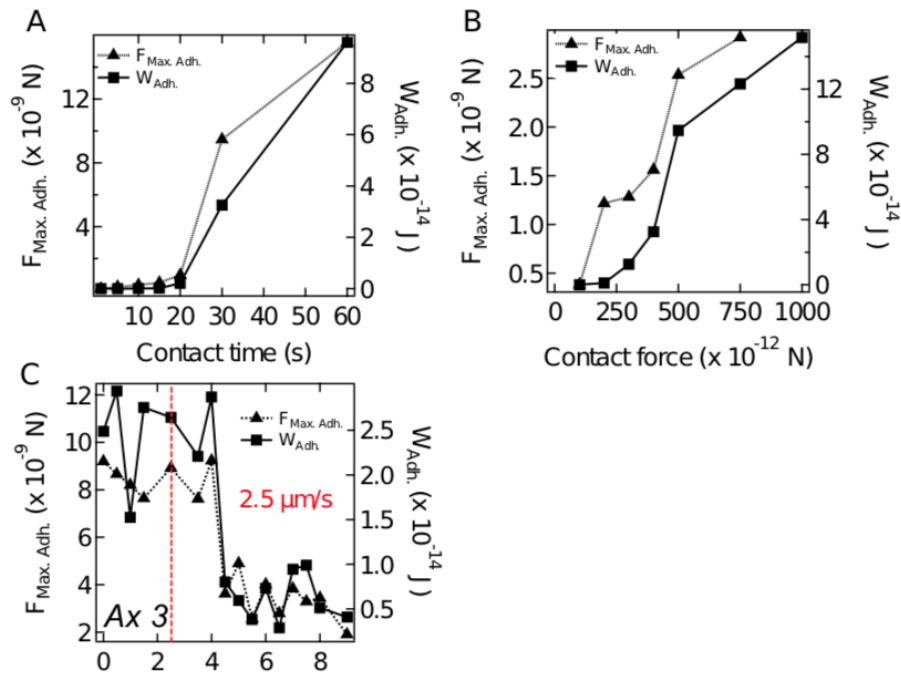 A
F Max. Adh.
W Adh.
F Max. Adh. (x 10-9 N)
12
8
4
W Adh. (x 10-14 J)
8
6
4
2
0
10 20 30 40 50 60
Contact time (s)
B
F Max. Adh.
W Adh.
F Max. Adh. (x 10-9 N)
2.5
2.0
1.5
1.0
0.5
W Adh. (x 10-14 J)
12
8
4
0
0 250 500 750 1000
Contact force (x 10-12 N)
C
F Max. Adh.
W Adh.
F Max. Adh. (x 10-9 N)
12
10
8
6
4
2
W Adh. (x 10-14 J)
2.5
2.0
1.5
1.0
0.5
2.5 μm/s
Ax 3
0 2 4 6 8